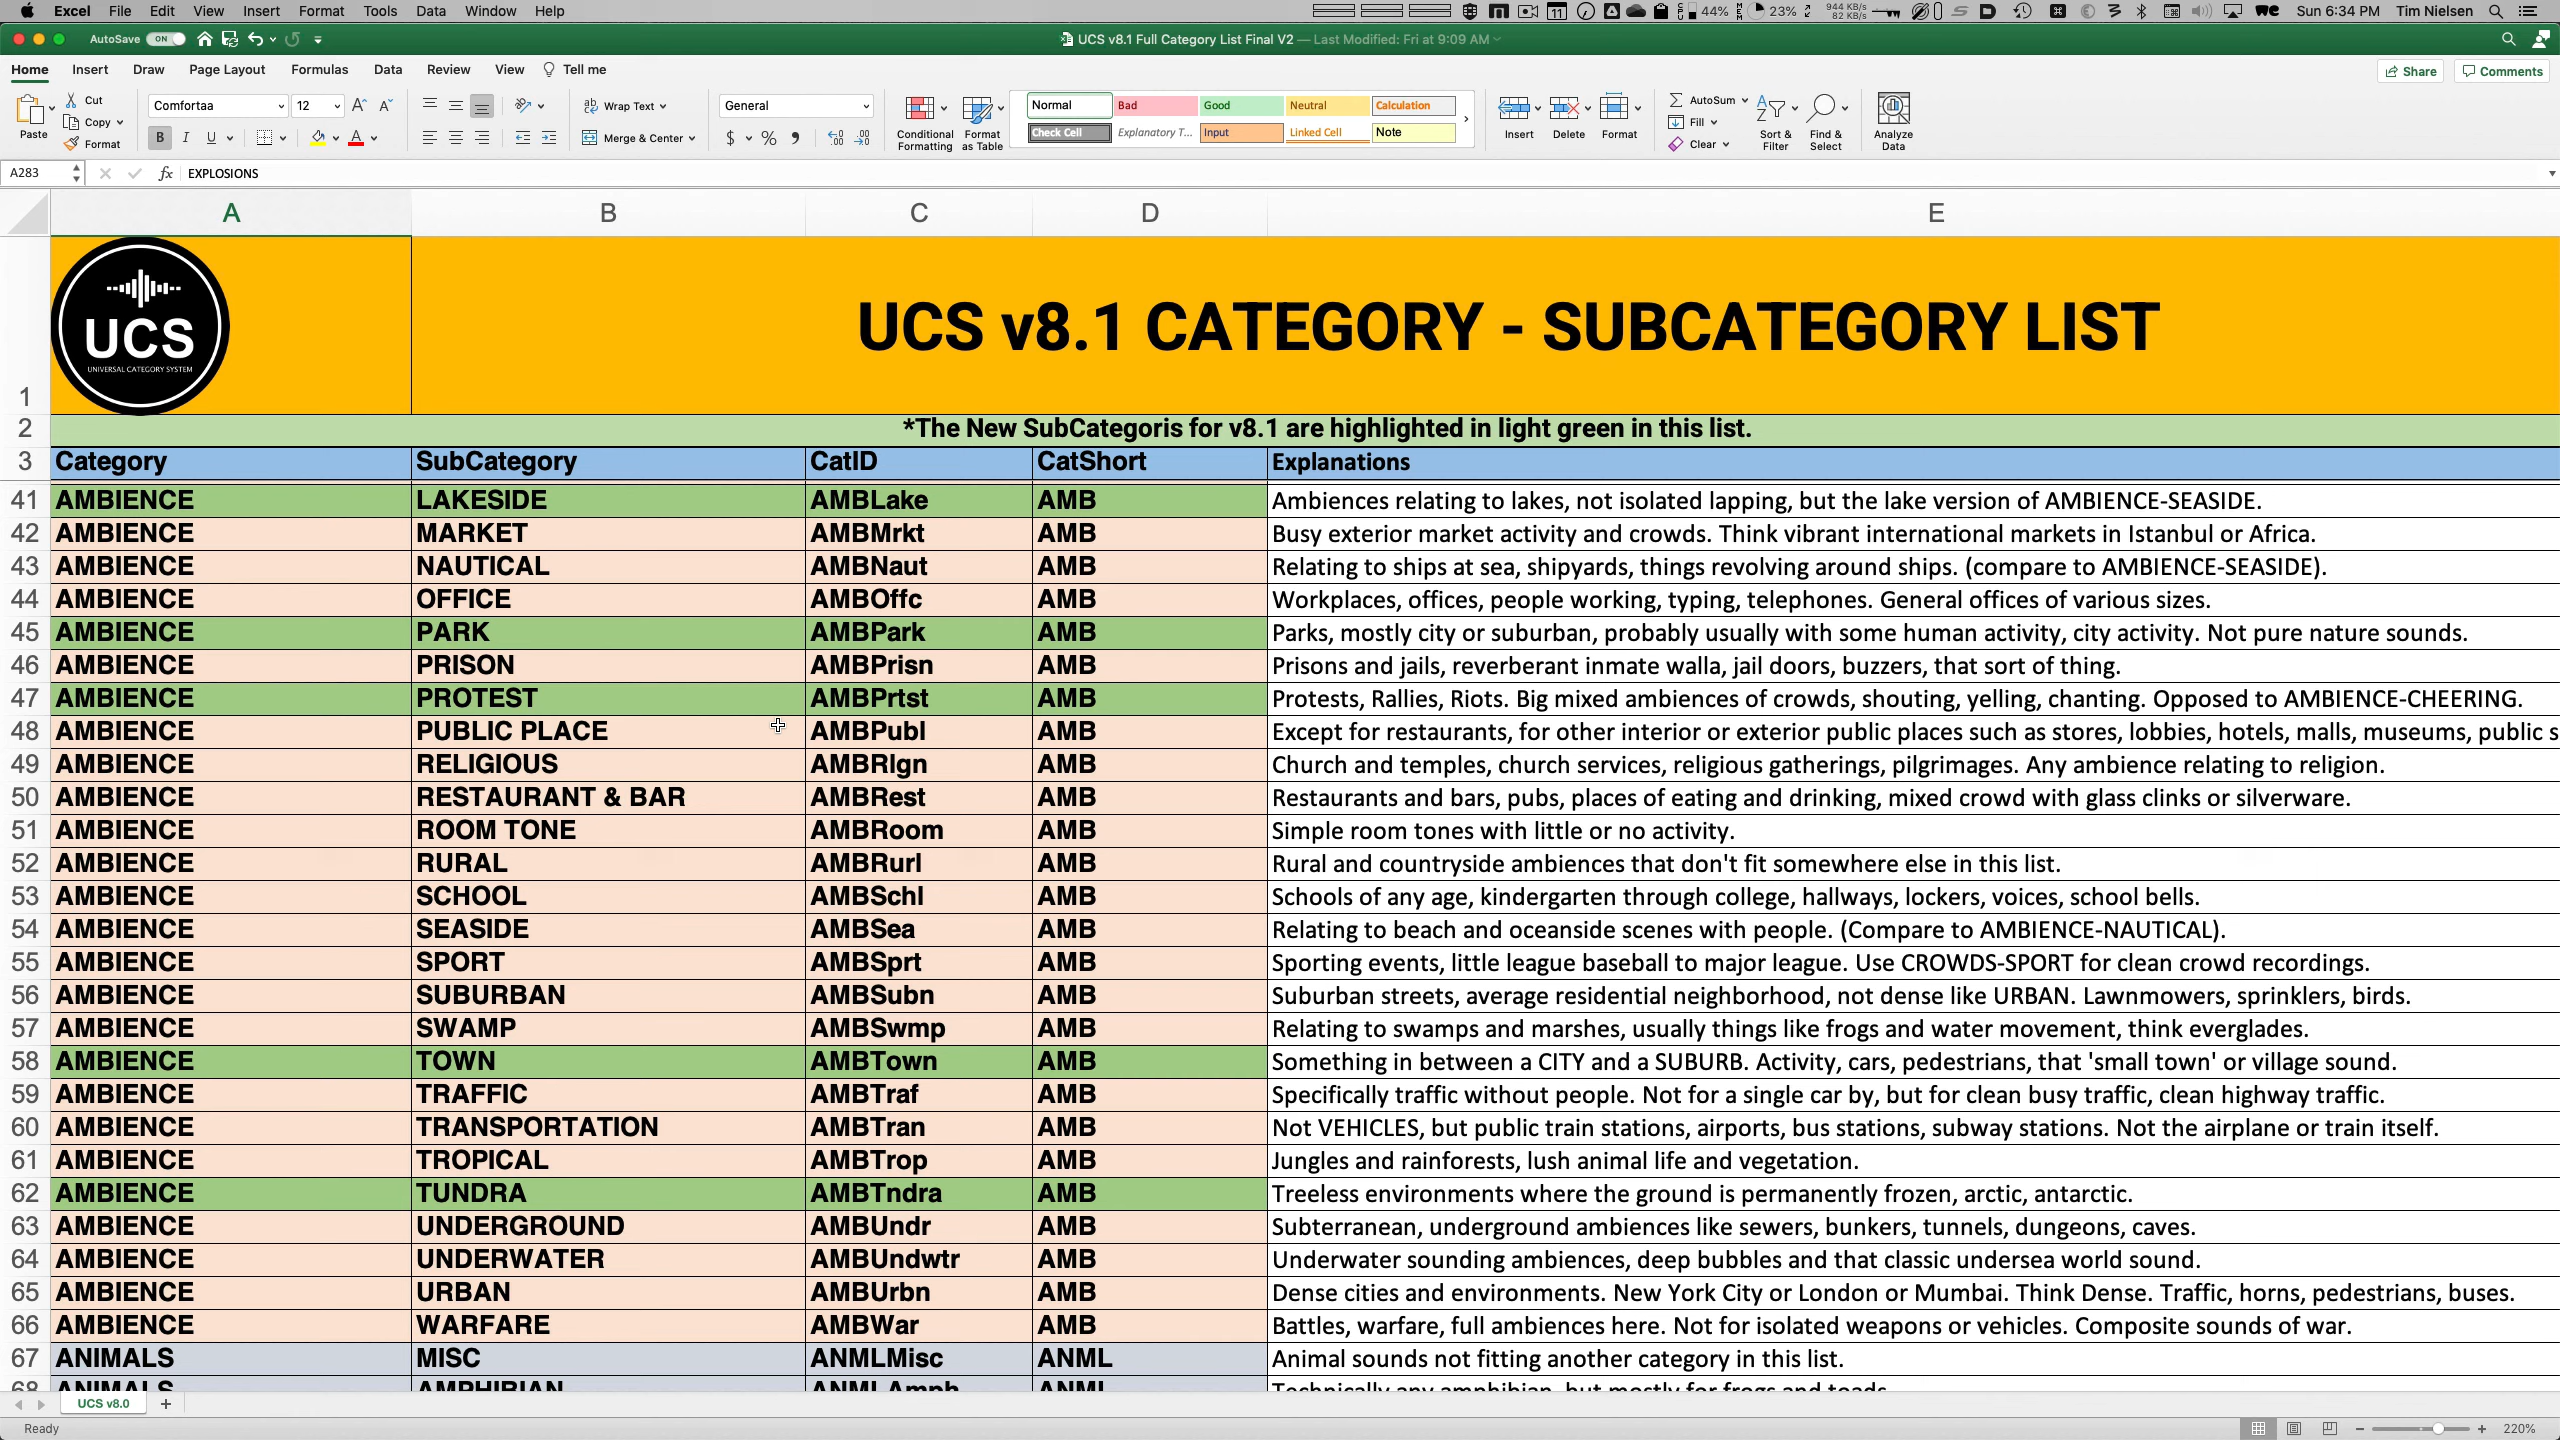 Excel File Edit View Insert Format Tools Data Window Help 44% 23% 944 KB/s 82 KB/s Sun 6:34 PM Tim Nielsen
AutoSave ON UCS v8.1 Full Category List Final V2 — Last Modified: Fri at 9:09 AM
Home Insert Draw Page Layout Formulas Data Review View Tell me Share Comments
Paste Cut Copy Format
Comfortaa 12 B I U
Wrap Text Merge & Center
General $ %
Conditional Formatting Format as Table
Normal Bad Good Neutral Calculation
Check Cell Explanatory T... Input Linked Cell Note
Insert Delete Format
AutoSum Fill Clear
Sort & Filter Find & Select Analyze Data
A283 fx EXPLOSIONS
A B C D E
UCS
UNIVERSAL CATEGORY SYSTEM
1 UCS v8.1 CATEGORY - SUBCATEGORY LIST
2 *The New SubCategoris for v8.1 are highlighted in light green in this list.
3 Category SubCategory CatID CatShort Explanations
41 AMBIENCE LAKESIDE AMBLake AMB Ambiences relating to lakes, not isolated lapping, but the lake version of AMBIENCE-SEASIDE.
42 AMBIENCE MARKET AMBMrkt AMB Busy exterior market activity and crowds. Think vibrant international markets in Istanbul or Africa.
43 AMBIENCE NAUTICAL AMBNaut AMB Relating to ships at sea, shipyards, things revolving around ships. (compare to AMBIENCE-SEASIDE).
44 AMBIENCE OFFICE AMBOffc AMB Workplaces, offices, people working, typing, telephones. General offices of various sizes.
45 AMBIENCE PARK AMBPark AMB Parks, mostly city or suburban, probably usually with some human activity, city activity. Not pure nature sounds.
46 AMBIENCE PRISON AMBPrisn AMB Prisons and jails, reverberant inmate walla, jail doors, buzzers, that sort of thing.
47 AMBIENCE PROTEST AMBPrtst AMB Protests, Rallies, Riots. Big mixed ambiences of crowds, shouting, yelling, chanting. Opposed to AMBIENCE-CHEERING.
48 AMBIENCE PUBLIC PLACE AMBPubl AMB Except for restaurants, for other interior or exterior public places such as stores, lobbies, hotels, malls, museums, public s
49 AMBIENCE RELIGIOUS AMBRlgn AMB Church and temples, church services, religious gatherings, pilgrimages. Any ambience relating to religion.
50 AMBIENCE RESTAURANT & BAR AMBRest AMB Restaurants and bars, pubs, places of eating and drinking, mixed crowd with glass clinks or silverware.
51 AMBIENCE ROOM TONE AMBRoom AMB Simple room tones with little or no activity.
52 AMBIENCE RURAL AMBRurl AMB Rural and countryside ambiences that don't fit somewhere else in this list.
53 AMBIENCE SCHOOL AMBSchl AMB Schools of any age, kindergarten through college, hallways, lockers, voices, school bells.
54 AMBIENCE SEASIDE AMBSea AMB Relating to beach and oceanside scenes with people. (Compare to AMBIENCE-NAUTICAL).
55 AMBIENCE SPORT AMBSprt AMB Sporting events, little league baseball to major league. Use CROWDS-SPORT for clean crowd recordings.
56 AMBIENCE SUBURBAN AMBSubn AMB Suburban streets, average residential neighborhood, not dense like URBAN. Lawnmowers, sprinklers, birds.
57 AMBIENCE SWAMP AMBSwmp AMB Relating to swamps and marshes, usually things like frogs and water movement, think everglades.
58 AMBIENCE TOWN AMBTown AMB Something in between a CITY and a SUBURB. Activity, cars, pedestrians, that 'small town' or village sound.
59 AMBIENCE TRAFFIC AMBTraf AMB Specifically traffic without people. Not for a single car by, but for clean busy traffic, clean highway traffic.
60 AMBIENCE TRANSPORTATION AMBTran AMB Not VEHICLES, but public train stations, airports, bus stations, subway stations. Not the airplane or train itself.
61 AMBIENCE TROPICAL AMBTrop AMB Jungles and rainforests, lush animal life and vegetation.
62 AMBIENCE TUNDRA AMBTndra AMB Treeless environments where the ground is permanently frozen, arctic, antarctic.
63 AMBIENCE UNDERGROUND AMBUndr AMB Subterranean, underground ambiences like sewers, bunkers, tunnels, dungeons, caves.
64 AMBIENCE UNDERWATER AMBUndwtr AMB Underwater sounding ambiences, deep bubbles and that classic undersea world sound.
65 AMBIENCE URBAN AMBUrbn AMB Dense cities and environments. New York City or London or Mumbai. Think Dense. Traffic, horns, pedestrians, buses.
66 AMBIENCE WARFARE AMBWar AMB Battles, warfare, full ambiences here. Not for isolated weapons or vehicles. Composite sounds of war.
67 ANIMALS MISC ANMLMisc ANML Animal sounds not fitting another category in this list.
68 ANIMALS AMPHIBIAN ANMLAmph ANML Technically any amphibian, but mostly for frogs and toads.
UCS v8.0 +
Ready 220%